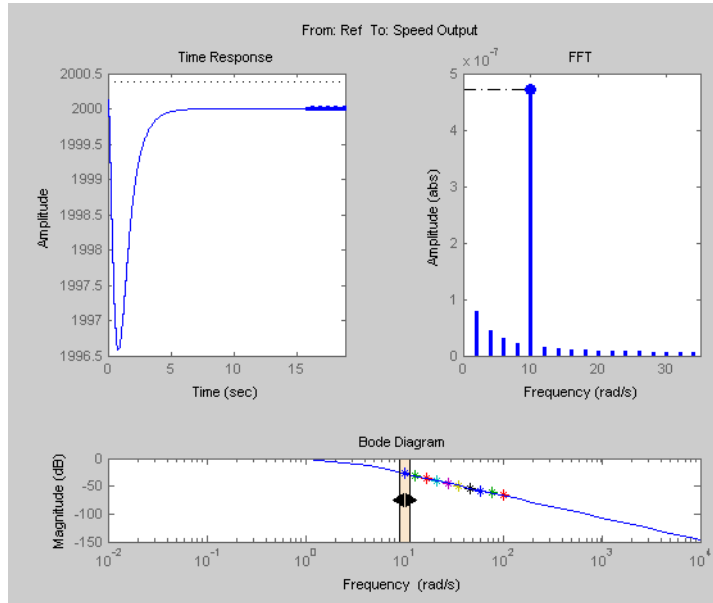 From: Ref To: Speed Output
Time Response
2000.5
2000
1999.5
1999
1998.5
1998
1997.5
1997
1996.5
Amplitude
0 5 10 15
Time (sec)
FFT
× 10^-7
5
4
3
2
1
0
Amplitude (abs)
0 10 20 30
Frequency (rad/s)
Bode Diagram
0
-50
-100
-150
Magnitude (dB)
10^-2 10^-1 10^0 10^1 10^2 10^3 10^4
Frequency (rad/s)